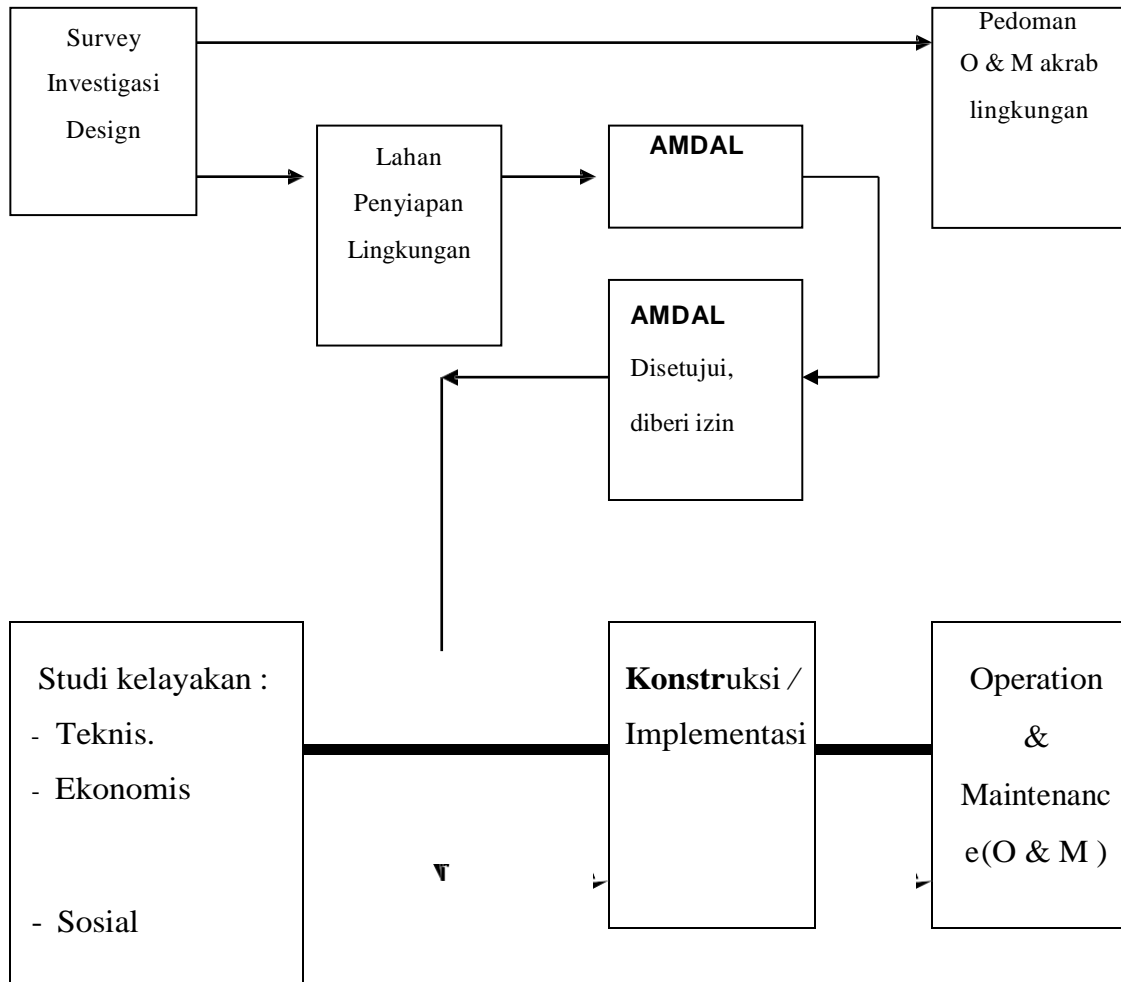 Survey
Investigasi
Design
Pedoman
O & M akrab
lingkungan
Lahan
Penyiapan
Lingkungan
AMDAL
AMDAL
Disetujui,
diberi izin
Studi kelayakan :
- Teknis.
- Ekonomis
- Sosial
Konstruksi /
Implementasi
Operation
&
Maintenanc
e(O & M )